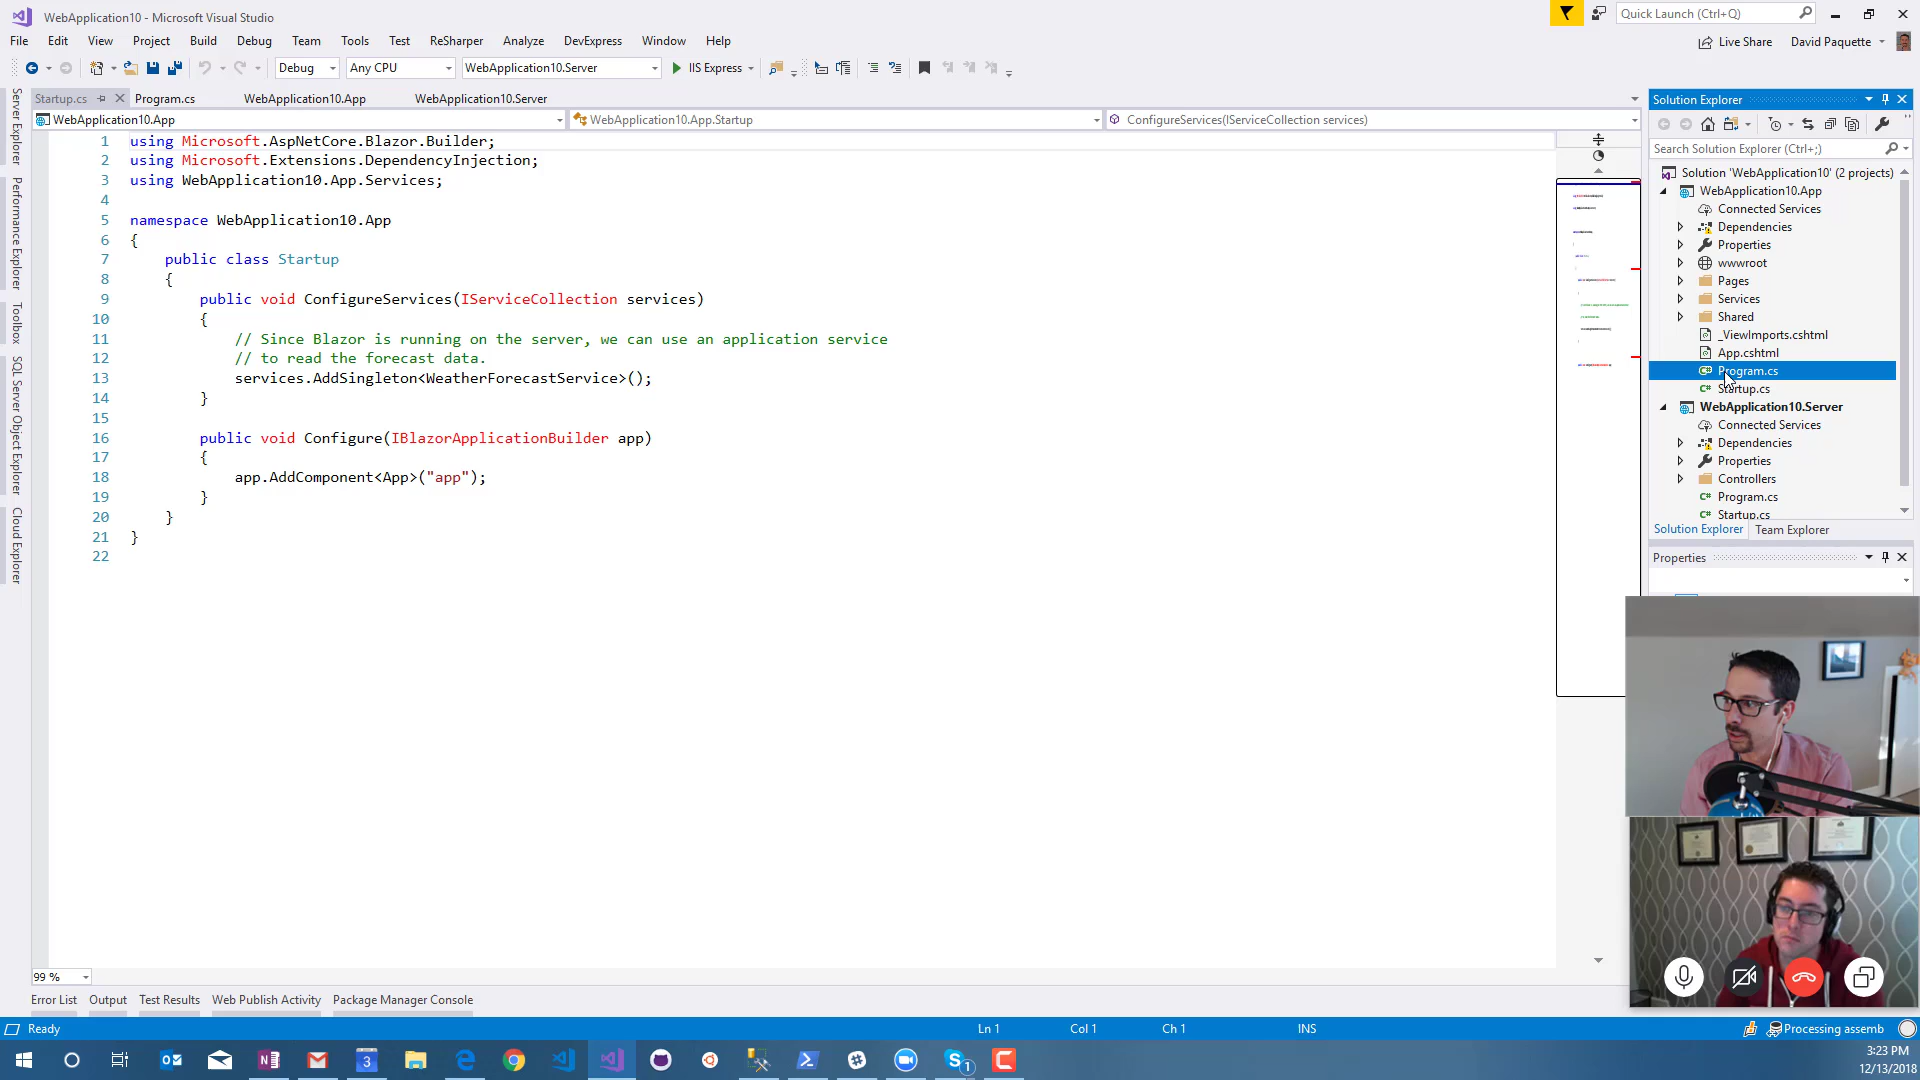 WebApplication10 - Microsoft Visual Studio
Quick Launch (Ctrl+Q)
File Edit View Project Build Debug Team Tools Test ReSharper Analyze DevExpress Window Help
Live Share David Paquette
Debug Any CPU WebApplication10.Server IIS Express
Startup.cs Program.cs WebApplication10.App WebApplication10.Server
WebApplication10.App WebApplication10.App.Startup ConfigureServices(IServiceCollection services)
Server Explorer
Performance Explorer
Toolbox
SQL Server Object Explorer
Cloud Explorer
1 using Microsoft.AspNetCore.Blazor.Builder;
2 using Microsoft.Extensions.DependencyInjection;
3 using WebApplication10.App.Services;
4
5 namespace WebApplication10.App
6 {
7 public class Startup
8 {
9 public void ConfigureServices(IServiceCollection services)
10 {
11 // Since Blazor is running on the server, we can use an application service
12 // to read the forecast data.
13 services.AddSingleton<WeatherForecastService>();
14 }
15
16 public void Configure(IBlazorApplicationBuilder app)
17 {
18 app.AddComponent<App>("app");
19 }
20 }
21 }
22
Solution Explorer
Search Solution Explorer (Ctrl+;)
Solution 'WebApplication10' (2 projects)
WebApplication10.App
Connected Services
Dependencies
Properties
wwwroot
Pages
Services
Shared
_ViewImports.cshtml
App.cshtml
C# Program.cs
C# Startup.cs
WebApplication10.Server
Connected Services
Dependencies
Properties
Controllers
C# Program.cs
C# Startup.cs
Solution Explorer Team Explorer
Properties
99 %
Error List Output Test Results Web Publish Activity Package Manager Console
Ready Ln 1 Col 1 Ch 1 INS Processing assemb
3
1
3:23 PM
12/13/2018